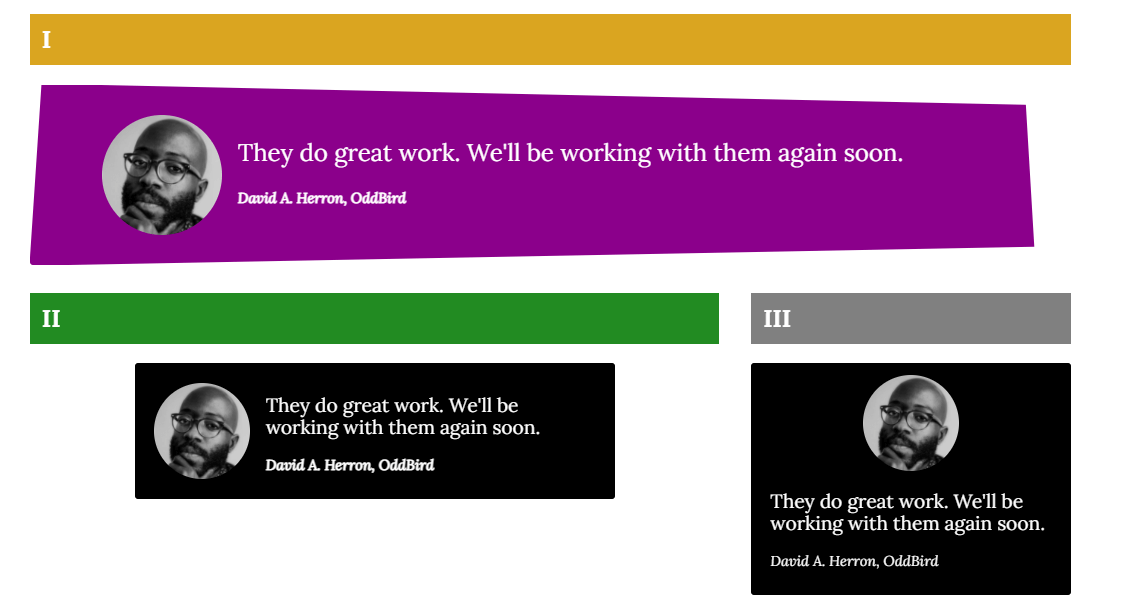 I
They do great work. We'll be working with them again soon.
David A. Herron, OddBird
II
They do great work. We'll be
working with them again soon.
David A. Herron, OddBird
III
They do great work. We'll be
working with them again soon.
David A. Herron, OddBird